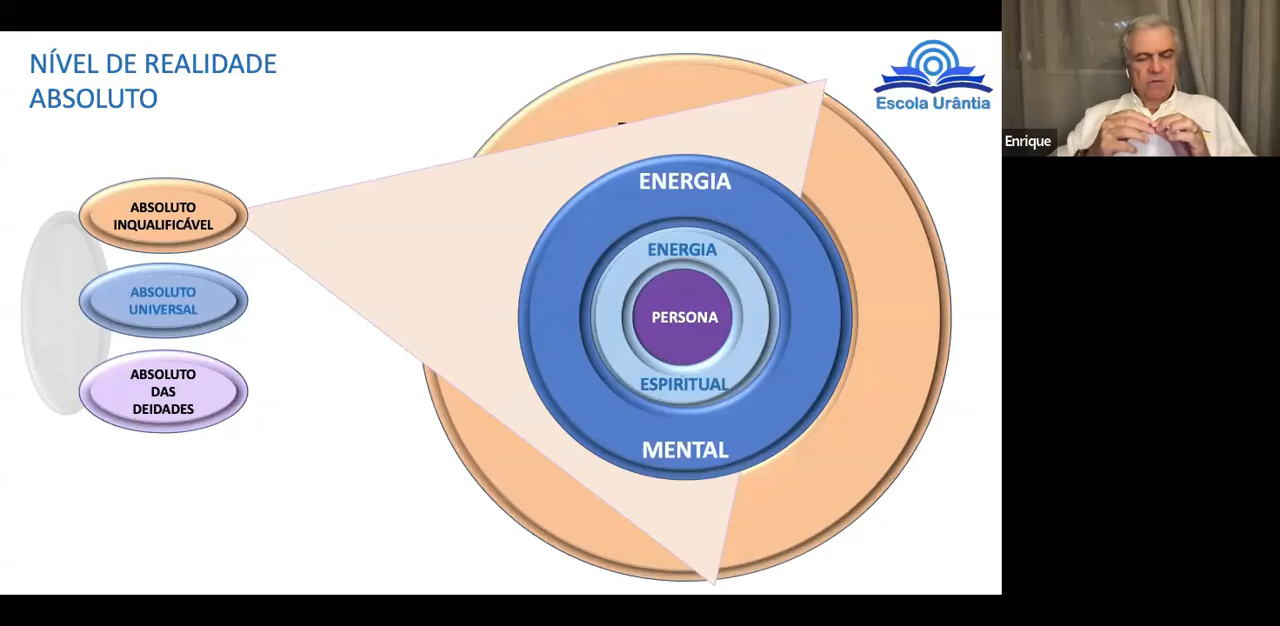 NÍVEL DE REALIDADE
ABSOLUTO
Escola Urântia
Enrique
ABSOLUTO
INQUALIFICÁVEL
ABSOLUTO
UNIVERSAL
ABSOLUTO
DAS
DEIDADES
ENERGIA
ENERGIA
PERSONA
ESPIRITUAL
MENTAL